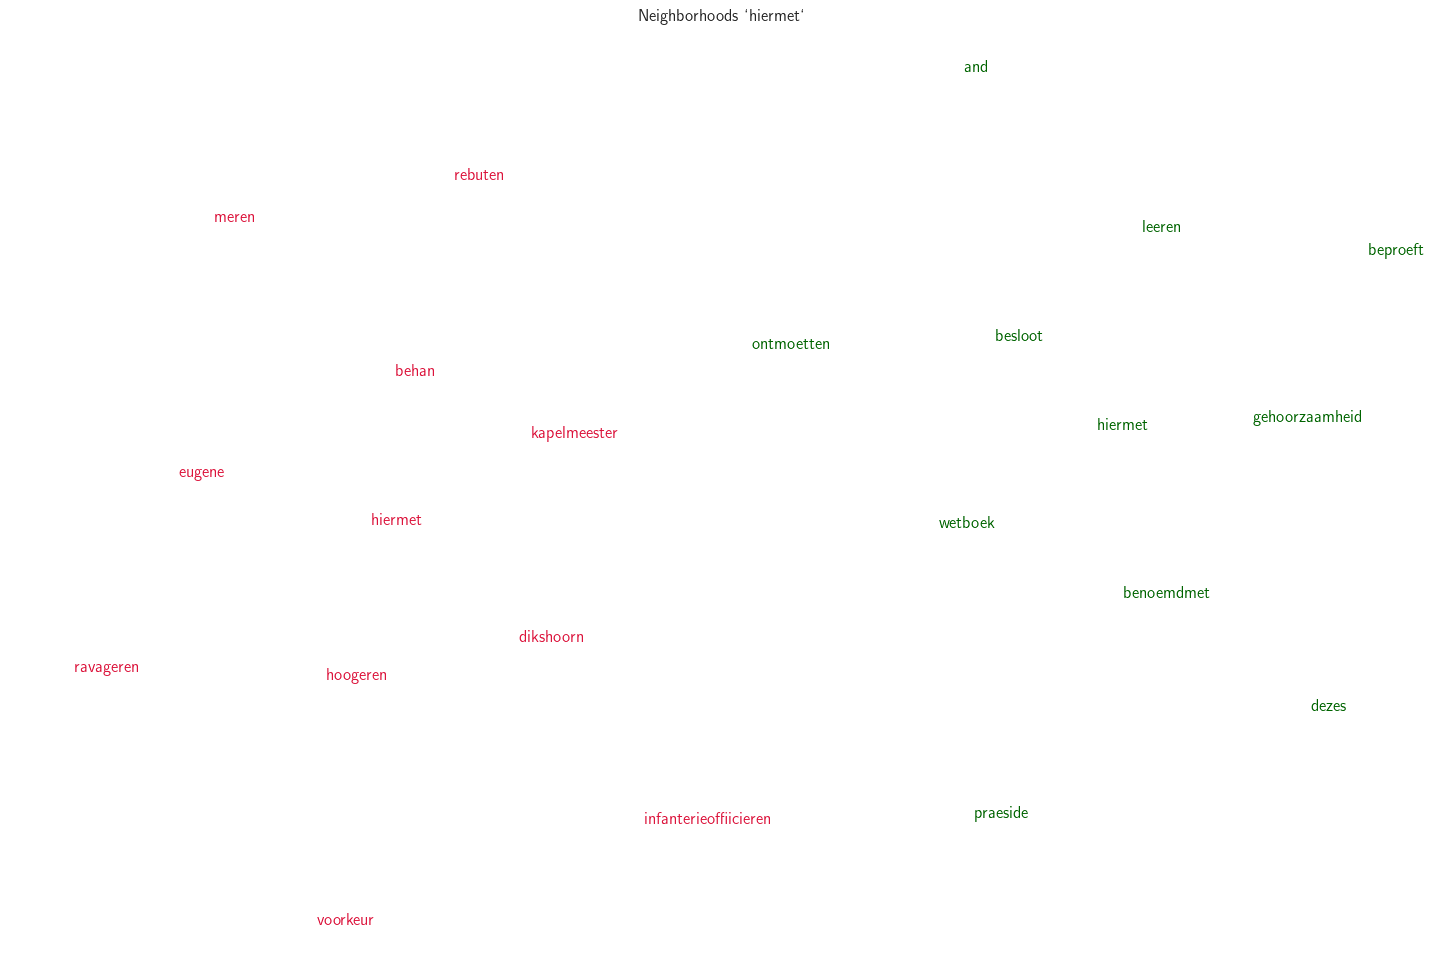 Neighborhoods ‘hiermet‘
and
rebuten
meren
leeren
beproeft
besloot
ontmoetten
behan
gehoorzaamheid
hiermet
kapelmeester
eugene
hiermet
wetboek
benoemdmet
dikshoorn
ravageren
hoogeren
dezes
praeside
infanterieoffiicieren
voorkeur